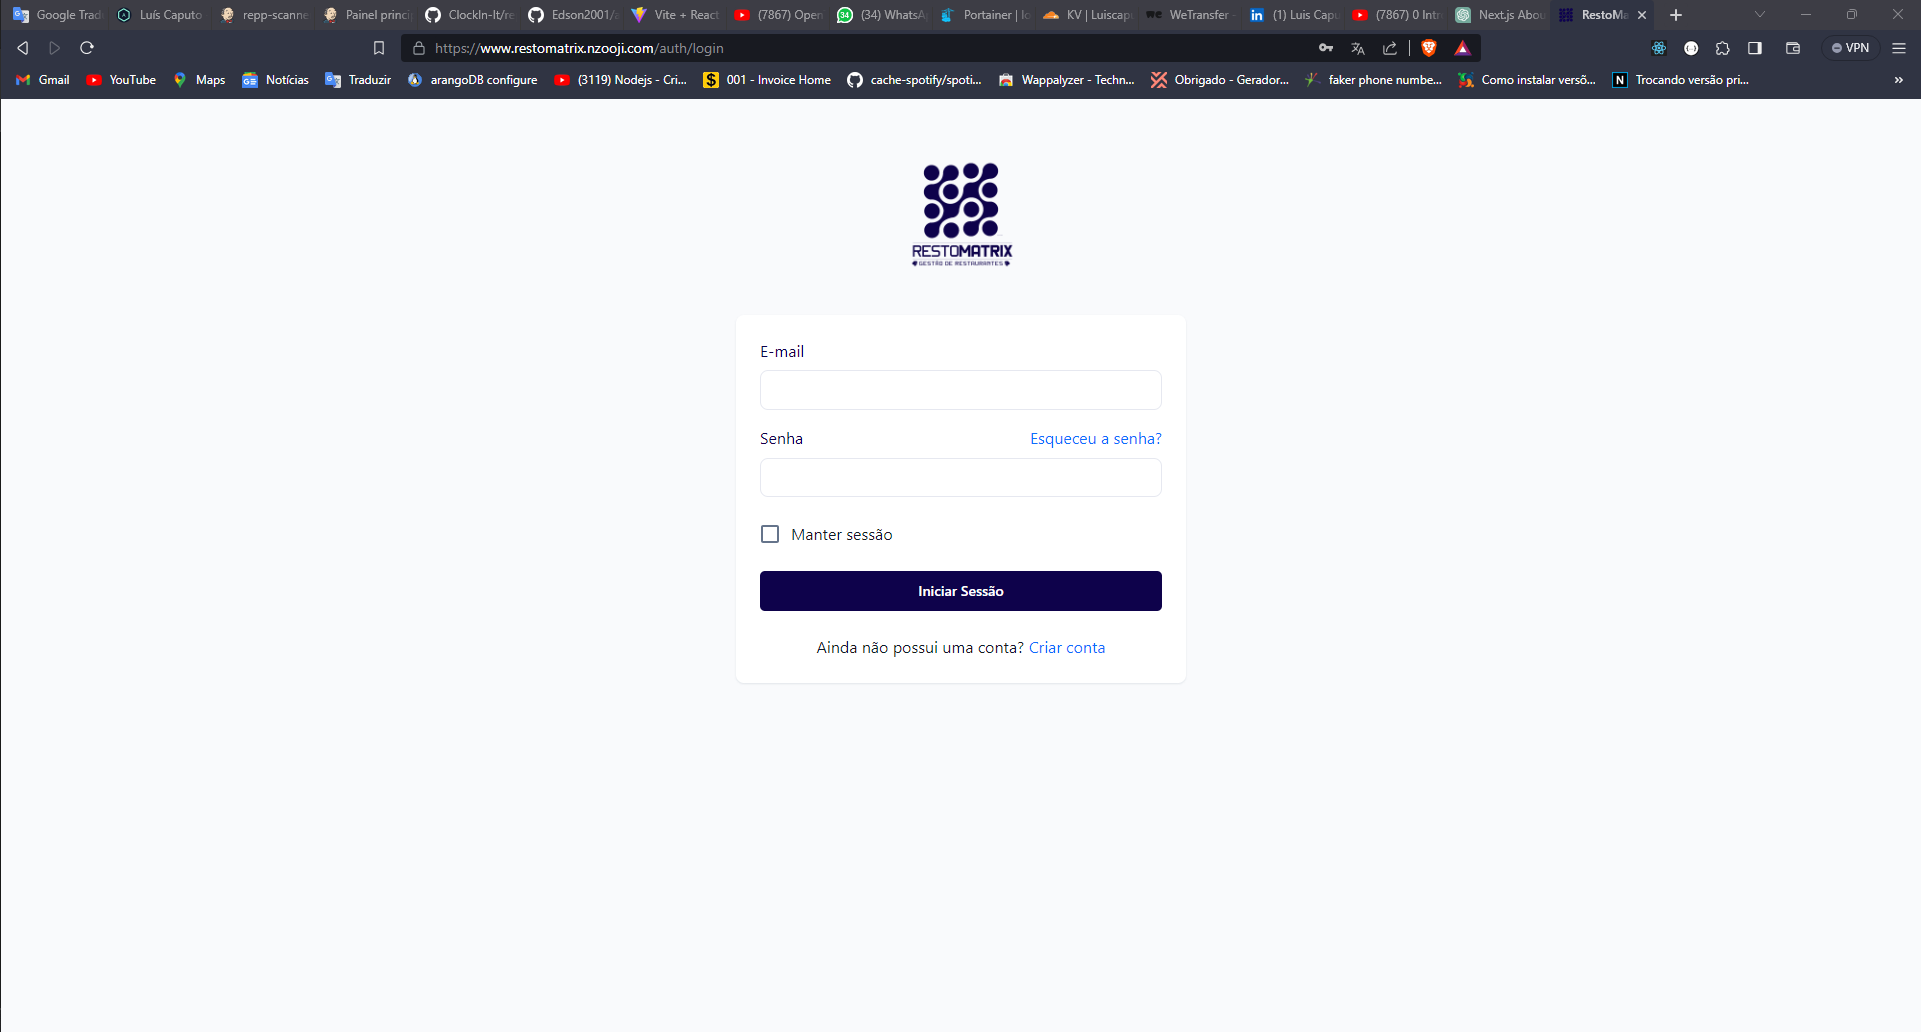 Google Trad
Luís Caputo
repp-scanne
Painel princi
ClockIn-It/re
Edson2001/a
Vite + React
(7867) Open
34
(34) WhatsA
Portainer | lo
KV | Luiscapu
we
WeTransfer -
in
(1) Luis Capu
(7867) 0 Intr
Next.js Abou
RestoMa
https://www.restomatrix.nzooji.com/auth/login
VPN
Gmail
YouTube
Maps
Notícias
Traduzir
arangoDB configure
(3119) Nodejs - Cri...
001 - Invoice Home
cache-spotify/spoti...
Wappalyzer - Techn...
Obrigado - Gerador...
faker phone numbe...
Como instalar versõ...
N
Trocando versão pri...
»
RESTOMATRIX
GESTÃO DE RESTAURANTES
E-mail
Senha
Esqueceu a senha?
Manter sessão
Iniciar Sessão
Ainda não possui uma conta? Criar conta